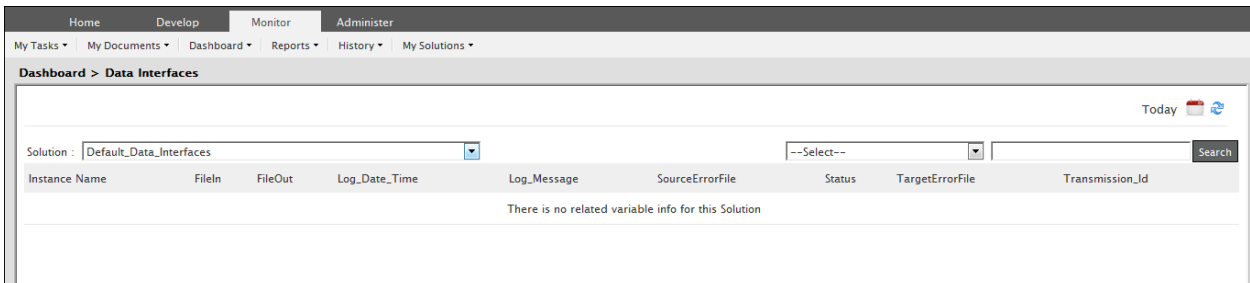 Home Develop Monitor Administer
My Tasks My Documents Dashboard Reports History My Solutions
Dashboard > Data Interfaces
Today
Solution : Default_Data_Interfaces --Select-- Search
Instance Name FileIn FileOut Log_Date_Time Log_Message SourceErrorFile Status TargetErrorFile Transmission_Id
There is no related variable info for this Solution